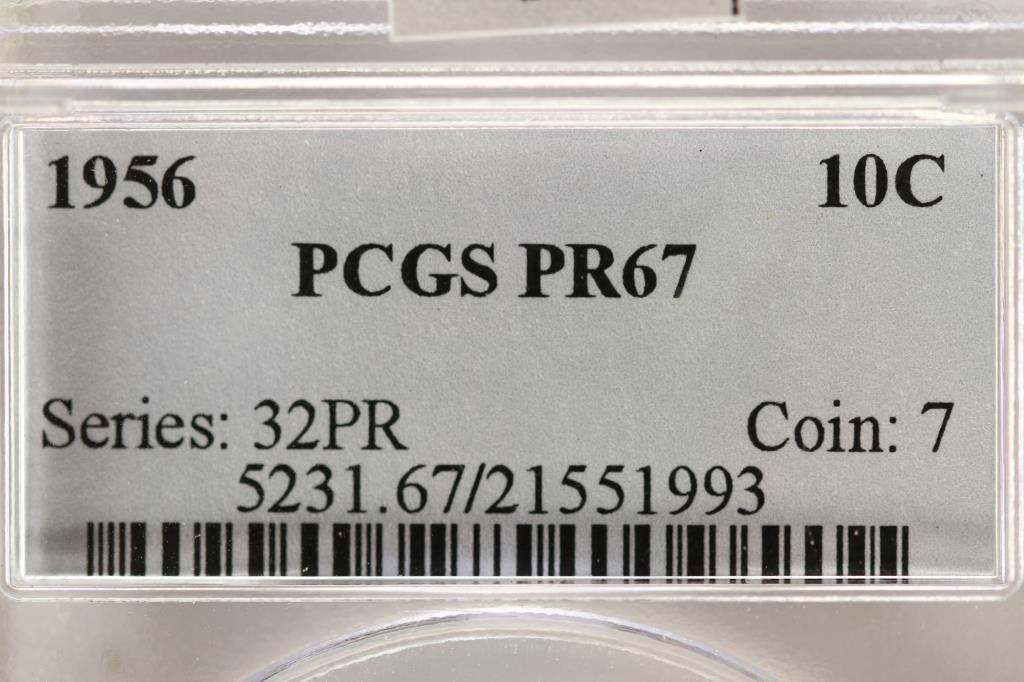 1956 10C
PCGS PR67
Series: 32PR Coin: 7
5231.67/21551993